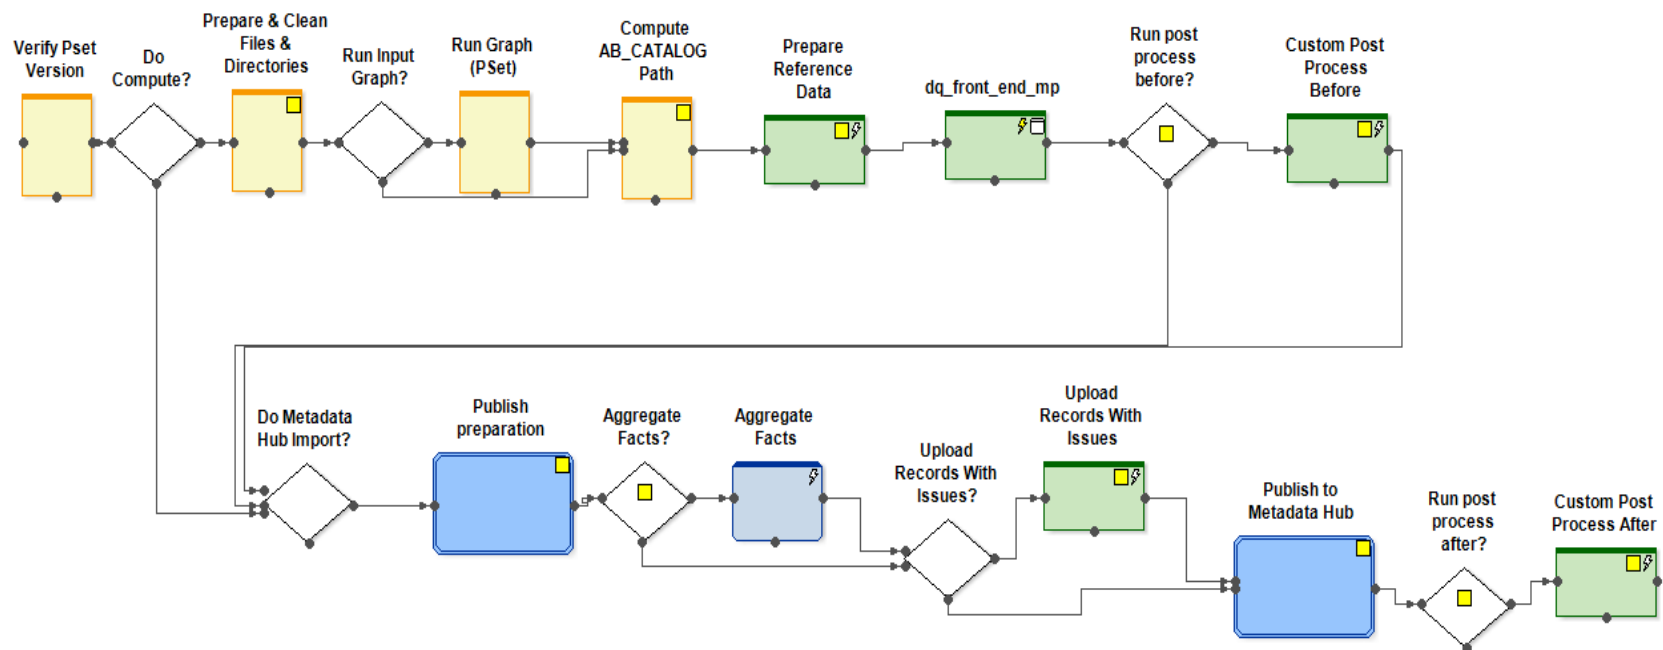 Verify Pset
Version
Do
Compute?
Prepare & Clean
Files &
Directories
Run Input
Graph?
Run Graph
(PSet)
Compute
AB_CATALOG
Path
Prepare
Reference
Data
dq_front_end_mp
Run post
process
before?
Custom Post
Process
Before
Do Metadata
Hub Import?
Publish
preparation
Aggregate
Facts?
Aggregate
Facts
Upload
Records With
Issues?
Upload
Records With
Issues
Publish to
Metadata Hub
Run post
process
after?
Custom Post
Process After